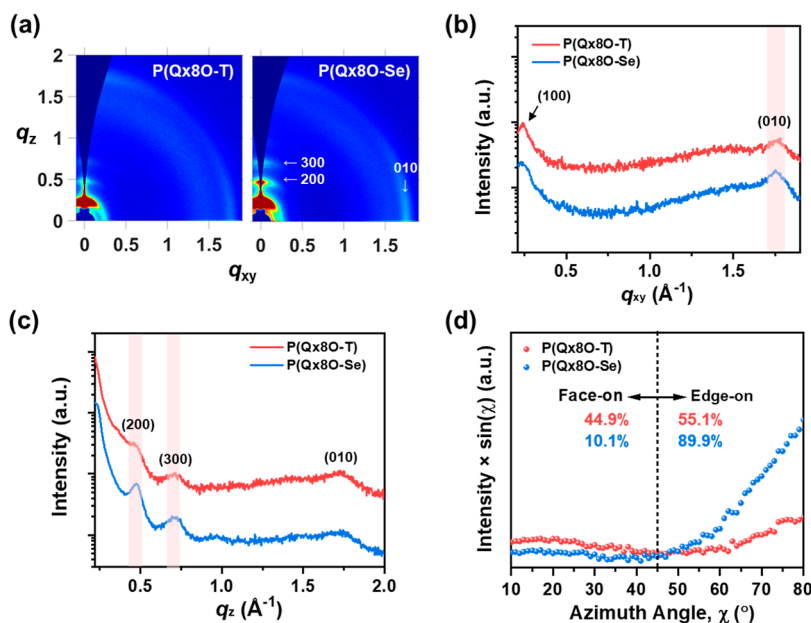 (a)
P(Qx8O-T)
P(Qx8O-Se)
2
1.5
1
0.5
0
qz
← 300
← 200
010
↓
0 0.5 1 1.5
0 0.5 1 1.5
qxy
(b)
P(Qx8O-T)
P(Qx8O-Se)
(100)
(010)
Intensity (a.u.)
0.5 1.0 1.5
qxy (Å-1)
(c)
P(Qx8O-T)
P(Qx8O-Se)
(200)
(300)
(010)
Intensity (a.u.)
0.5 1.0 1.5 2.0
qz (Å-1)
(d)
P(Qx8O-T)
P(Qx8O-Se)
Face-on Edge-on
44.9% 55.1%
10.1% 89.9%
Intensity × sin(χ) (a.u.)
10 20 30 40 50 60 70 80
Azimuth Angle, χ (°)